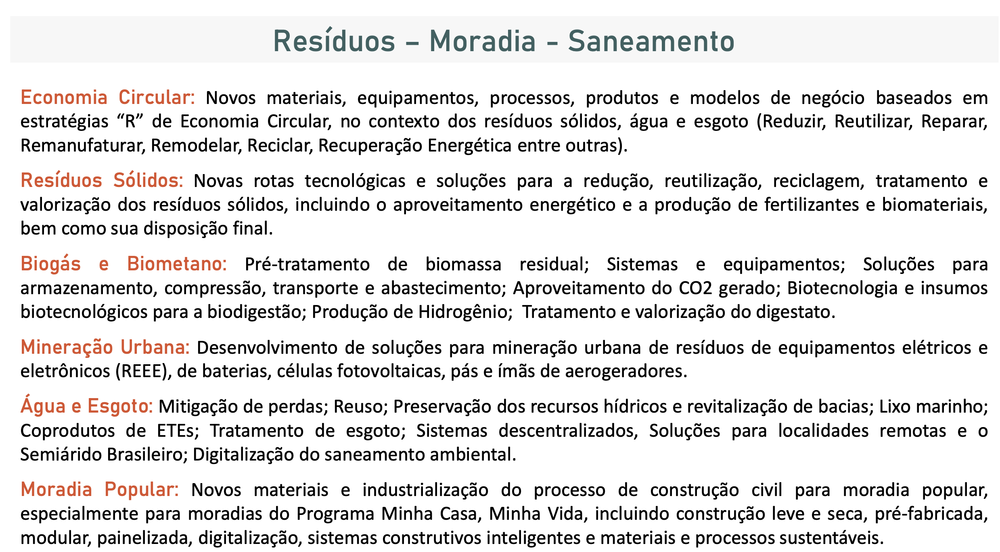 Resíduos – Moradia - Saneamento
Economia Circular: Novos materiais, equipamentos, processos, produtos e modelos de negócio baseados em
estratégias “R” de Economia Circular, no contexto dos resíduos sólidos, água e esgoto (Reduzir, Reutilizar, Reparar,
Remanufaturar, Remodelar, Reciclar, Recuperação Energética entre outras).
Resíduos Sólidos: Novas rotas tecnológicas e soluções para a redução, reutilização, reciclagem, tratamento e
valorização dos resíduos sólidos, incluindo o aproveitamento energético e a produção de fertilizantes e biomateriais,
bem como sua disposição final.
Biogás e Biometano: Pré-tratamento de biomassa residual; Sistemas e equipamentos; Soluções para
armazenamento, compressão, transporte e abastecimento; Aproveitamento do CO2 gerado; Biotecnologia e insumos
biotecnológicos para a biodigestão; Produção de Hidrogênio;  Tratamento e valorização do digestato.
Mineração Urbana: Desenvolvimento de soluções para mineração urbana de resíduos de equipamentos elétricos e
eletrônicos (REEE), de baterias, células fotovoltaicas, pás e ímãs de aerogeradores.
Água e Esgoto: Mitigação de perdas; Reuso; Preservação dos recursos hídricos e revitalização de bacias; Lixo marinho;
Coprodutos de ETEs; Tratamento de esgoto; Sistemas descentralizados, Soluções para localidades remotas e o
Semiárido Brasileiro; Digitalização do saneamento ambiental.
Moradia Popular: Novos materiais e industrialização do processo de construção civil para moradia popular,
especialmente para moradias do Programa Minha Casa, Minha Vida, incluindo construção leve e seca, pré-fabricada,
modular, painelizada, digitalização, sistemas construtivos inteligentes e materiais e processos sustentáveis.